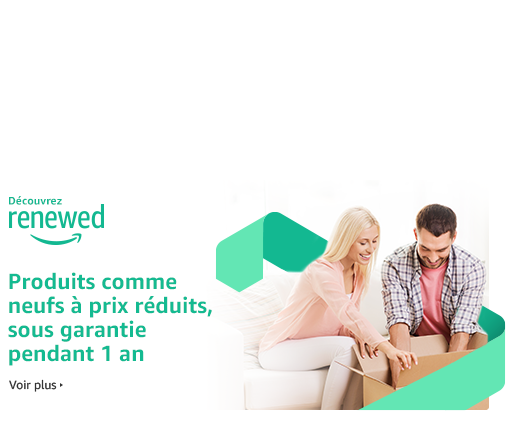 Découvrez
renewed
Produits comme
neufs à prix réduits,
sous garantie
pendant 1 an
Voir plus ▸